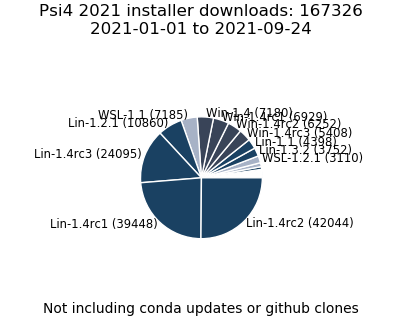 Psi4 2021 installer downloads: 167326
2021-01-01 to 2021-09-24
Win-1.4 (7180)
WSL-1.1 (7185)
Win-1.4rc1 (6929)
Lin-1.2.1 (10860)
Win-1.4rc2 (6252)
Win-1.4rc3 (5408)
Lin-1.1 (4398)
Lin-1.3.2 (3752)
Lin-1.4rc3 (24095)
WSL-1.2.1 (3110)
Lin-1.4rc1 (39448)
Lin-1.4rc2 (42044)
Not including conda updates or github clones